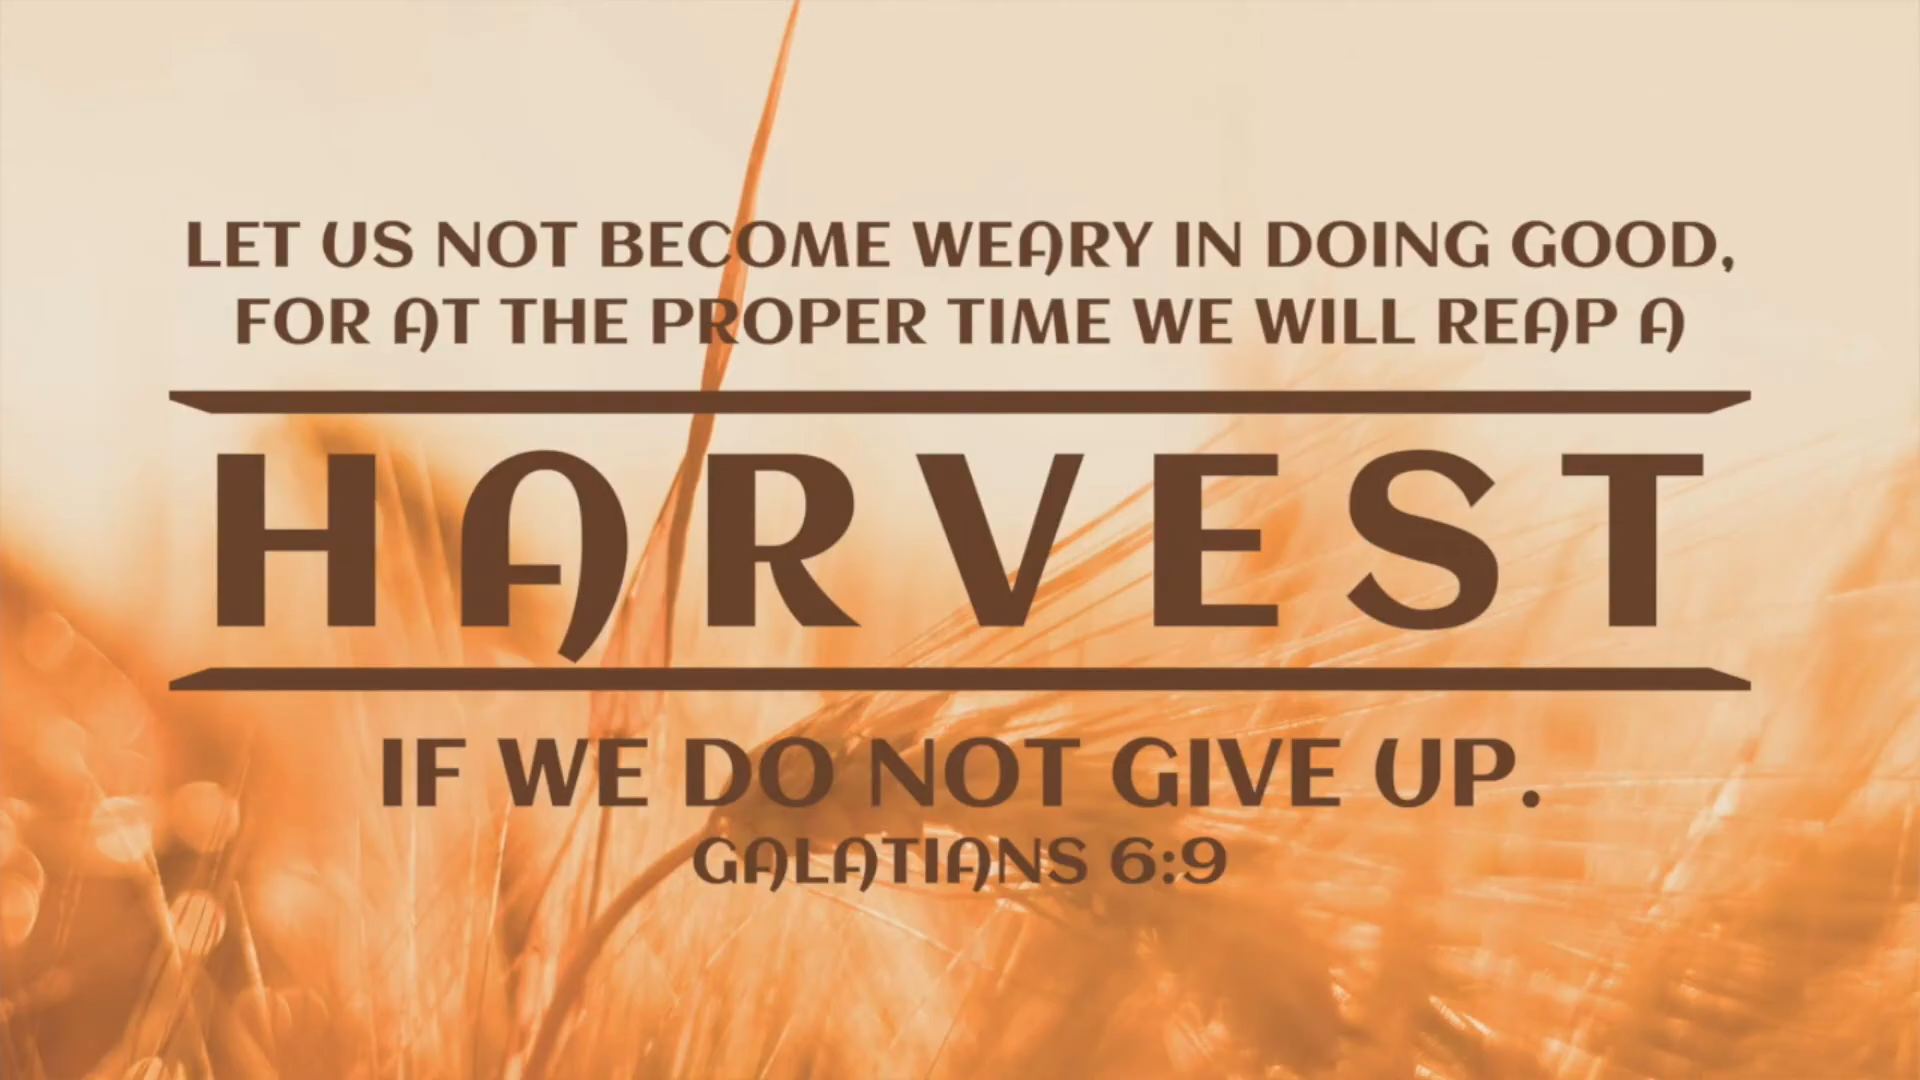 LET US NOT BECOME WEARY IN DOING GOOD,
FOR AT THE PROPER TIME WE WILL REAP A
HARVEST
IF WE DO NOT GIVE UP.
GALATIANS 6:9